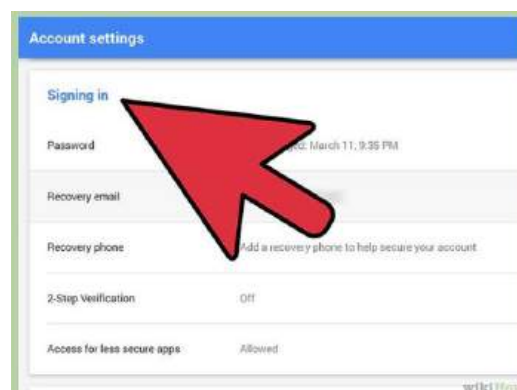 Account settings
Signing in
Password March 11, 9:35 PM
Recovery email
Recovery phone Add a recovery phone to help secure your account
2-Step Verification Off
Access for less secure apps Allowed